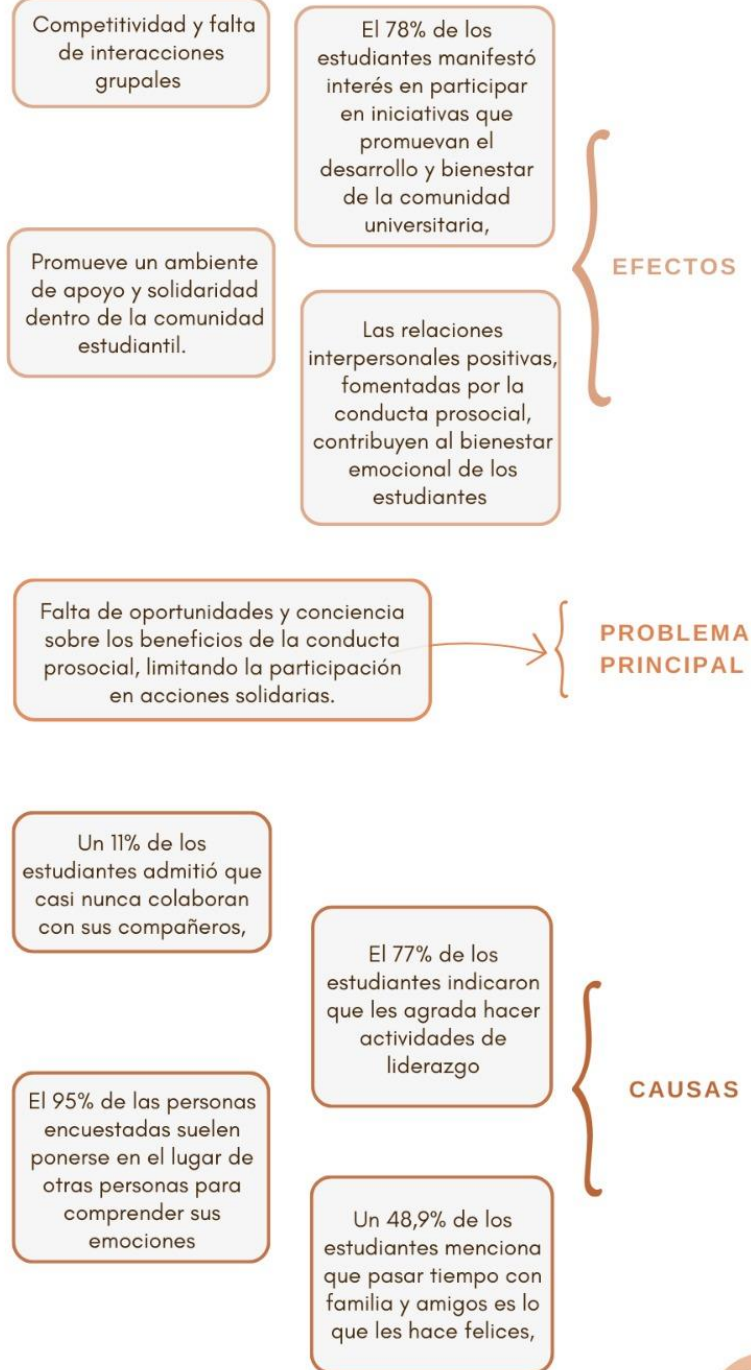 Competitividad y falta
de interacciones
grupales
El 78% de los
estudiantes manifestó
interés en participar
en iniciativas que
promuevan el
desarrollo y bienestar
de la comunidad
universitaria,
Promueve un ambiente
de apoyo y solidaridad
dentro de la comunidad
estudiantil.
Las relaciones
interpersonales positivas,
fomentadas por la
conducta prosocial,
contribuyen al bienestar
emocional de los
estudiantes
EFECTOS
Falta de oportunidades y conciencia
sobre los beneficios de la conducta
prosocial, limitando la participación
en acciones solidarias.
PROBLEMA
PRINCIPAL
Un 11% de los
estudiantes admitió que
casi nunca colaboran
con sus compañeros,
El 77% de los
estudiantes indicaron
que les agrada hacer
actividades de
liderazgo
El 95% de las personas
encuestadas suelen
ponerse en el lugar de
otras personas para
comprender sus
emociones
Un 48,9% de los
estudiantes menciona
que pasar tiempo con
familia y amigos es lo
que les hace felices,
CAUSAS